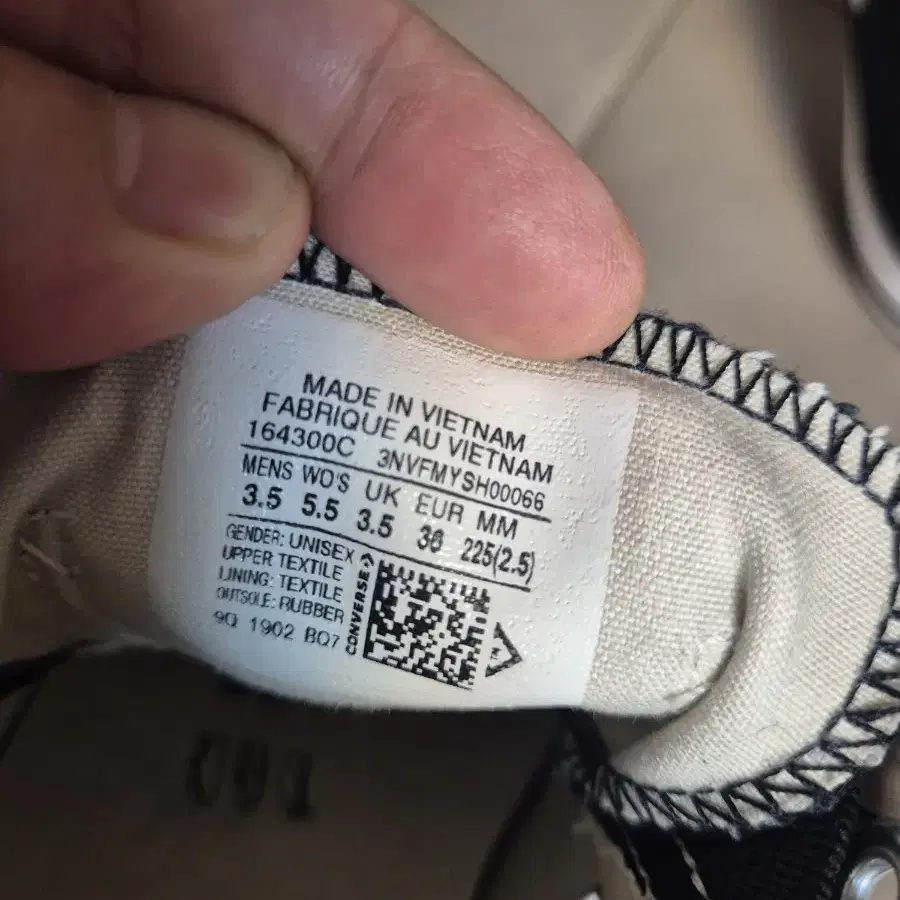 MADE IN VIETNAM
FABRIQUE AU VIETNAM
164300C 3NVFMYSH00066
MENS WO'S UK EUR MM
3.5 5.5 3.5 36 225(2.5)
GENDER: UNISEX
UPPER TEXTILE
LINING: TEXTILE
OUTSOLE: RUBBER
9Q 1902 BQ7
CONVERSE